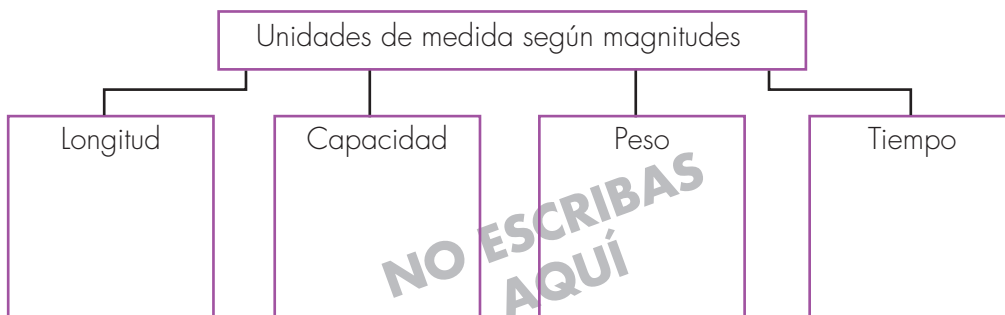 Unidades de medida según magnitudes
Longitud
Capacidad
Peso
Tiempo
NO ESCRIBAS
AQUÍ